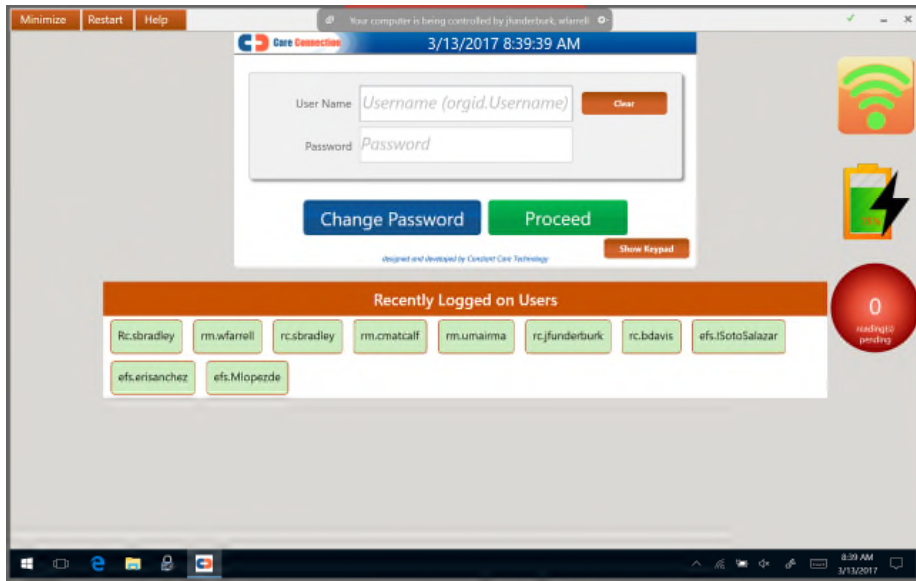 Minimize Restart Help Your computer is being controlled by jfunderburk, wfarrell
Care Connection 3/13/2017 8:39:39 AM
User Name Username (orgid.Username) Clear
Password Password
Change Password Proceed
Show Keypad
designed and developed by Constant Care Technology
Recently Logged on Users
Rc.sbradley rm.wfarrell rc.sbradley rm.cmatcalf rm.umairma rc.jfunderburk rc.bdavis efs.ISotoSalazar
efs.erisanchez efs.Mlopezde
0
reading(s)
pending
8:39 AM
3/13/2017